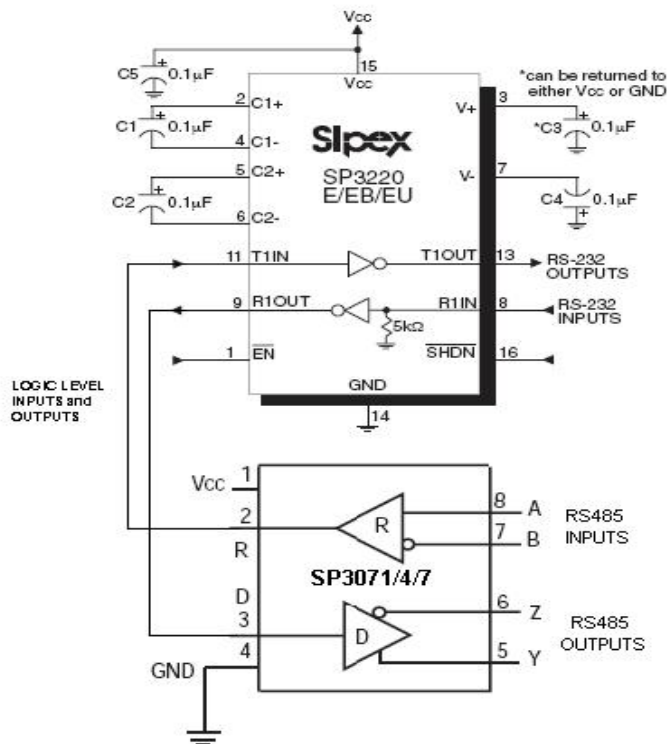 Vcc
C5 + 0.1µF
15
Vcc
*can be returned to
either Vcc or GND
2 C1+
C1 + 0.1µF
4 C1-
5 C2+
C2 + 0.1µF
6 C2-
Sipex
SP3220
E/EB/EU
V+ 3
*C3 + 0.1µF
V- 7
C4 + 0.1µF
11 T1IN
T1OUT 13
RS-232
OUTPUTS
9 R1OUT
R1IN 8
RS-232
INPUTS
5kΩ
1 EN
SHDN 16
GND
14
LOGIC LEVEL
INPUTS and
OUTPUTS
Vcc 1
2
R
R
8 A
7 B
RS485
INPUTS
SP3071/4/7
D
3
D
6 Z
5 Y
RS485
OUTPUTS
4
GND